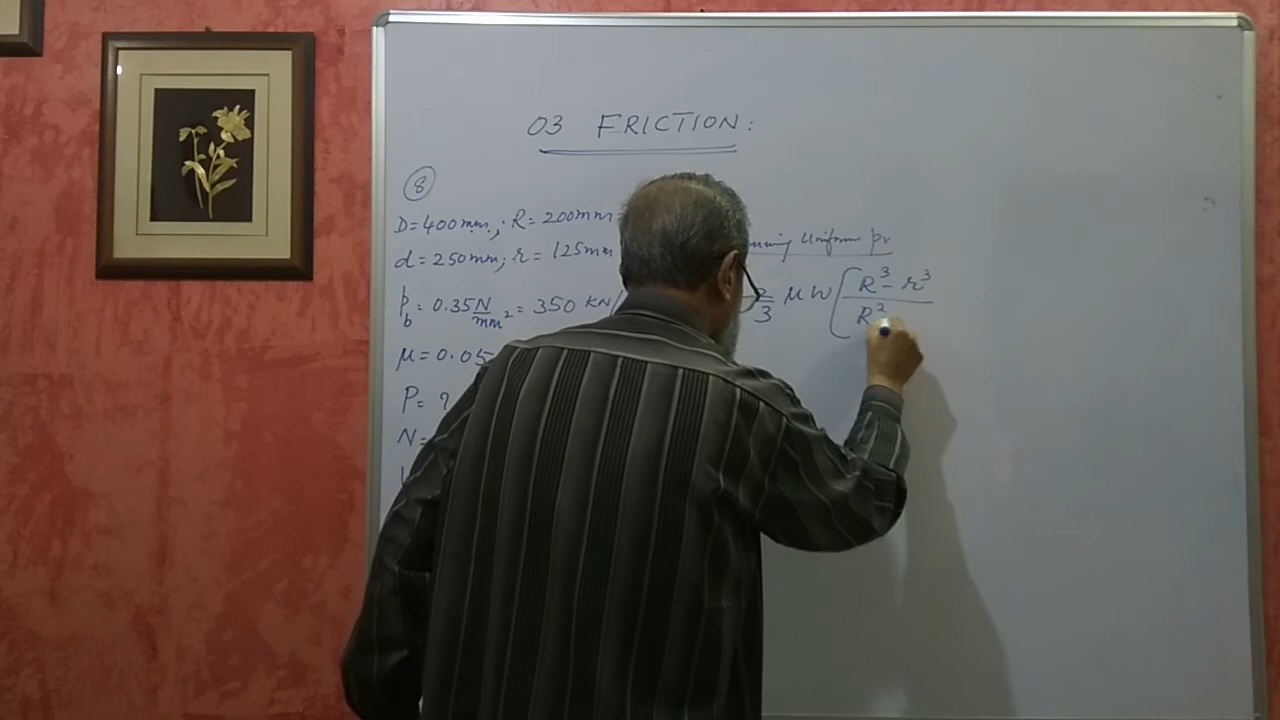 03 FRICTION:
8
D=400mm; R=200mm
d=250mm; r=125mm
uniform pr
p_b=0.35 N/mm²=350 KN/
2/3 μW[R³-r³/R²
μ=0.05
P=?
N=